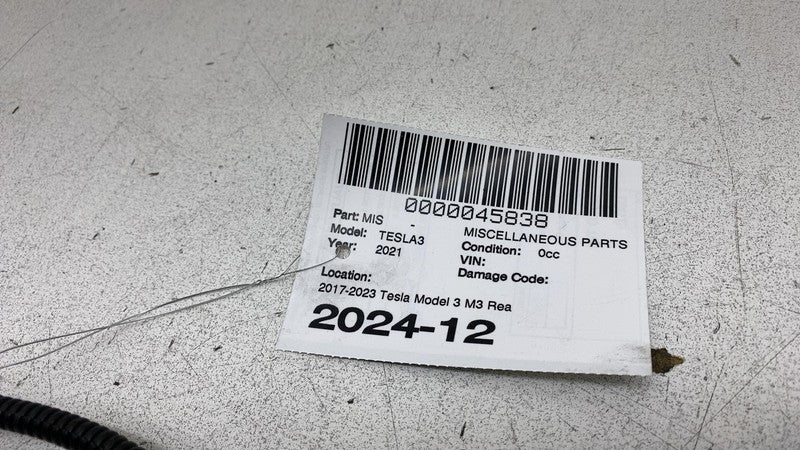 0000045838
Part: MIS - MISCELLANEOUS PARTS
Model: TESLA3 Condition: 0cc
Year: 2021 VIN:
Damage Code:
Location:
2017-2023 Tesla Model 3 M3 Rea
2024-12